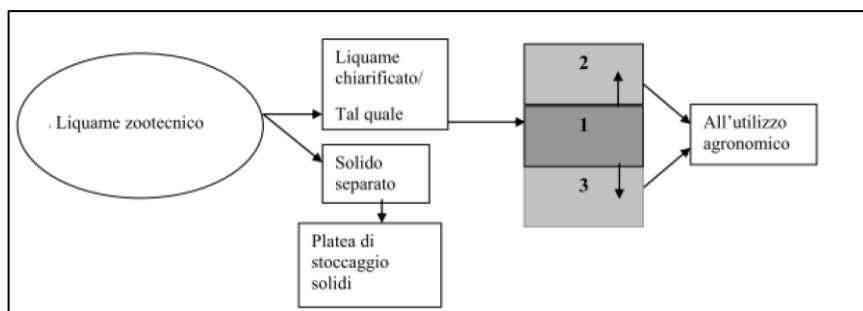 Liquame zootecnico
Liquame
chiarificato/
Tal quale
Solido
separato
Platea di
stoccaggio
solidi
2
1
3
All'utilizzo
agronomico